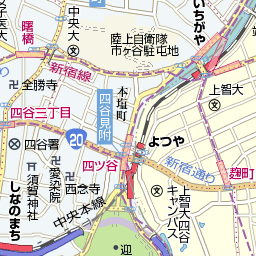 曙橋
中央大
陸上自衛隊
市ヶ谷駐屯地
いちがや
新宿線
全勝寺
本塩町
上智大
四谷三丁目
四谷見附
20
よつや
四谷署
四ツ谷
新宿通り
麹町
愛染院
西念寺
須賀神社
しなのまち
中央本線
上智大四谷
キャンパス
迎